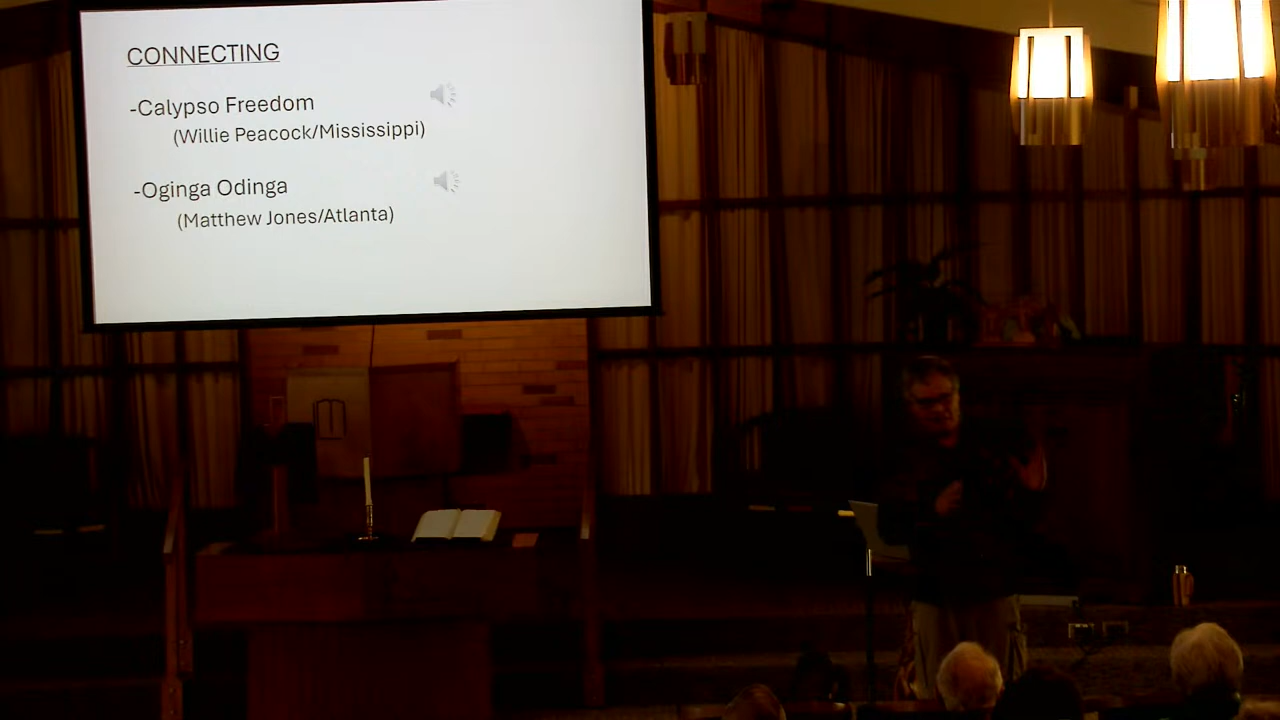 CONNECTING
-Calypso Freedom
(Willie Peacock/Mississippi)
-Oginga Odinga
(Matthew Jones/Atlanta)